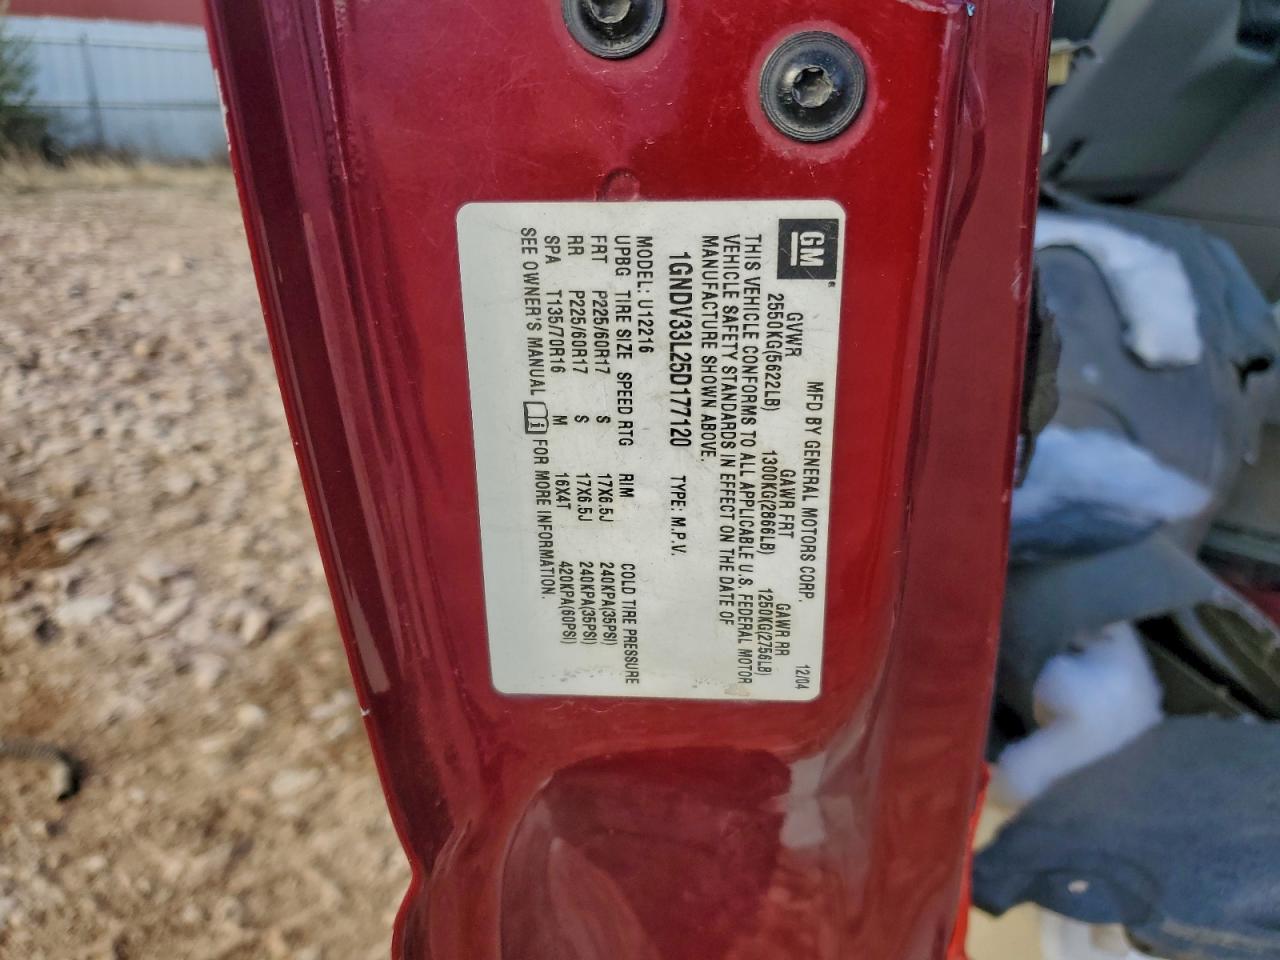 GM®
MFD BY GENERAL MOTORS CORP. 12/04
GVWR GAWR FRT GAWR RR
2550KG(5622LB) 1300KG(2866LB) 1250KG(2756LB)
THIS VEHICLE CONFORMS TO ALL APPLICABLE U.S. FEDERAL MOTOR
VEHICLE SAFETY STANDARDS IN EFFECT ON THE DATE OF
MANUFACTURE SHOWN ABOVE.
1GNDV33L25D177120 TYPE: M.P.V.
MODEL: U12216
UPBG TIRE SIZE SPEED RTG RIM COLD TIRE PRESSURE
FRT P225/60R17 S 17X6.5J 240KPA(35PSI)
RR P225/60R17 S 17X6.5J 240KPA(35PSI)
SPA T135/70R16 M 16X4T 420KPA(60PSI)
SEE OWNER'S MANUAL i FOR MORE INFORMATION.